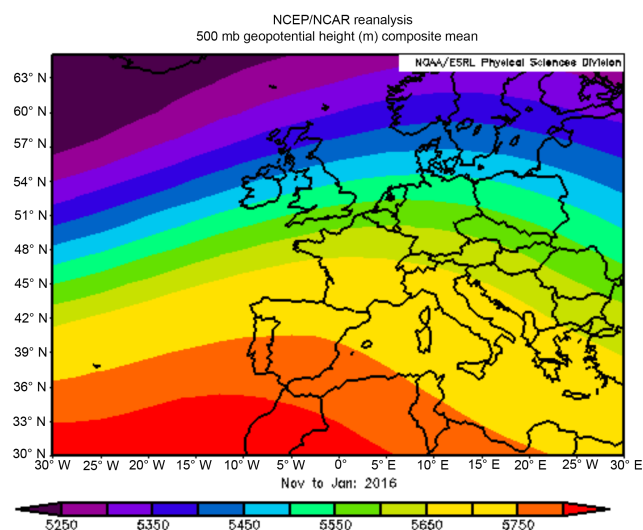 NCEP/NCAR reanalysis
500 mb geopotential height (m) composite mean
NOAA/ESRL Physical Sciences Division
63° N
60° N
57° N
54° N
51° N
48° N
45° N
42° N
39° N
36° N
33° N
30° N
30° W 25° W 20° W 15° W 10° W 5° W 0° 5° E 10° E 15° E 20° E 25° E 30° E
Nov to Jan: 2016
5250 5350 5450 5550 5650 5750